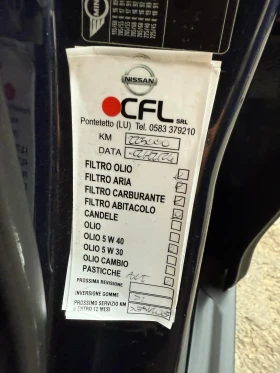 NISSAN
CFL SRL
Pontetetto (LU) Tel. 0583 379210
KM
DATA
FILTRO OLIO
FILTRO ARIA
FILTRO CARBURANTE
FILTRO ABITACOLO
CANDELE
OLIO
OLIO 5 W 40
OLIO 5 W 30
OLIO CAMBIO
PASTICCHE
PROSSIMA REVISIONE
INVERSIONE GOMME
PROSSIMO SERVIZIO KM
ENTRO 12 MESI